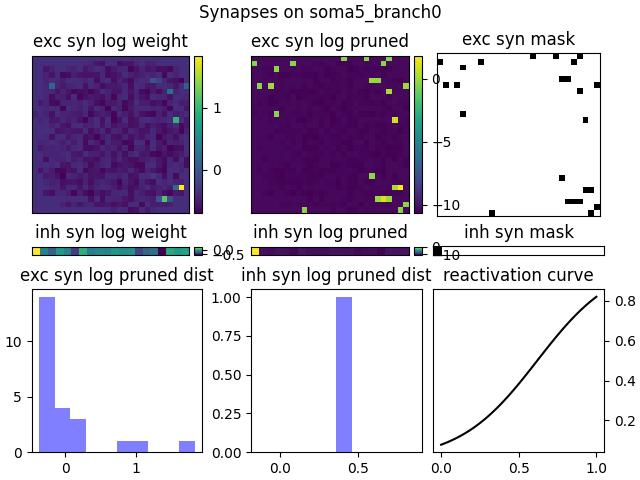 Synapses on soma5_branch0
exc syn log weight
exc syn log pruned
exc syn mask
1
0
0
−5
−10
inh syn log weight
inh syn log pruned
inh syn mask
0.0
−0.5
0
−10
exc syn log pruned dist
inh syn log pruned dist
reactivation curve
10
5
0
0
1
1.00
0.75
0.50
0.25
0.00
0.0
0.5
0.8
0.6
0.4
0.2
0.0
0.5
1.0